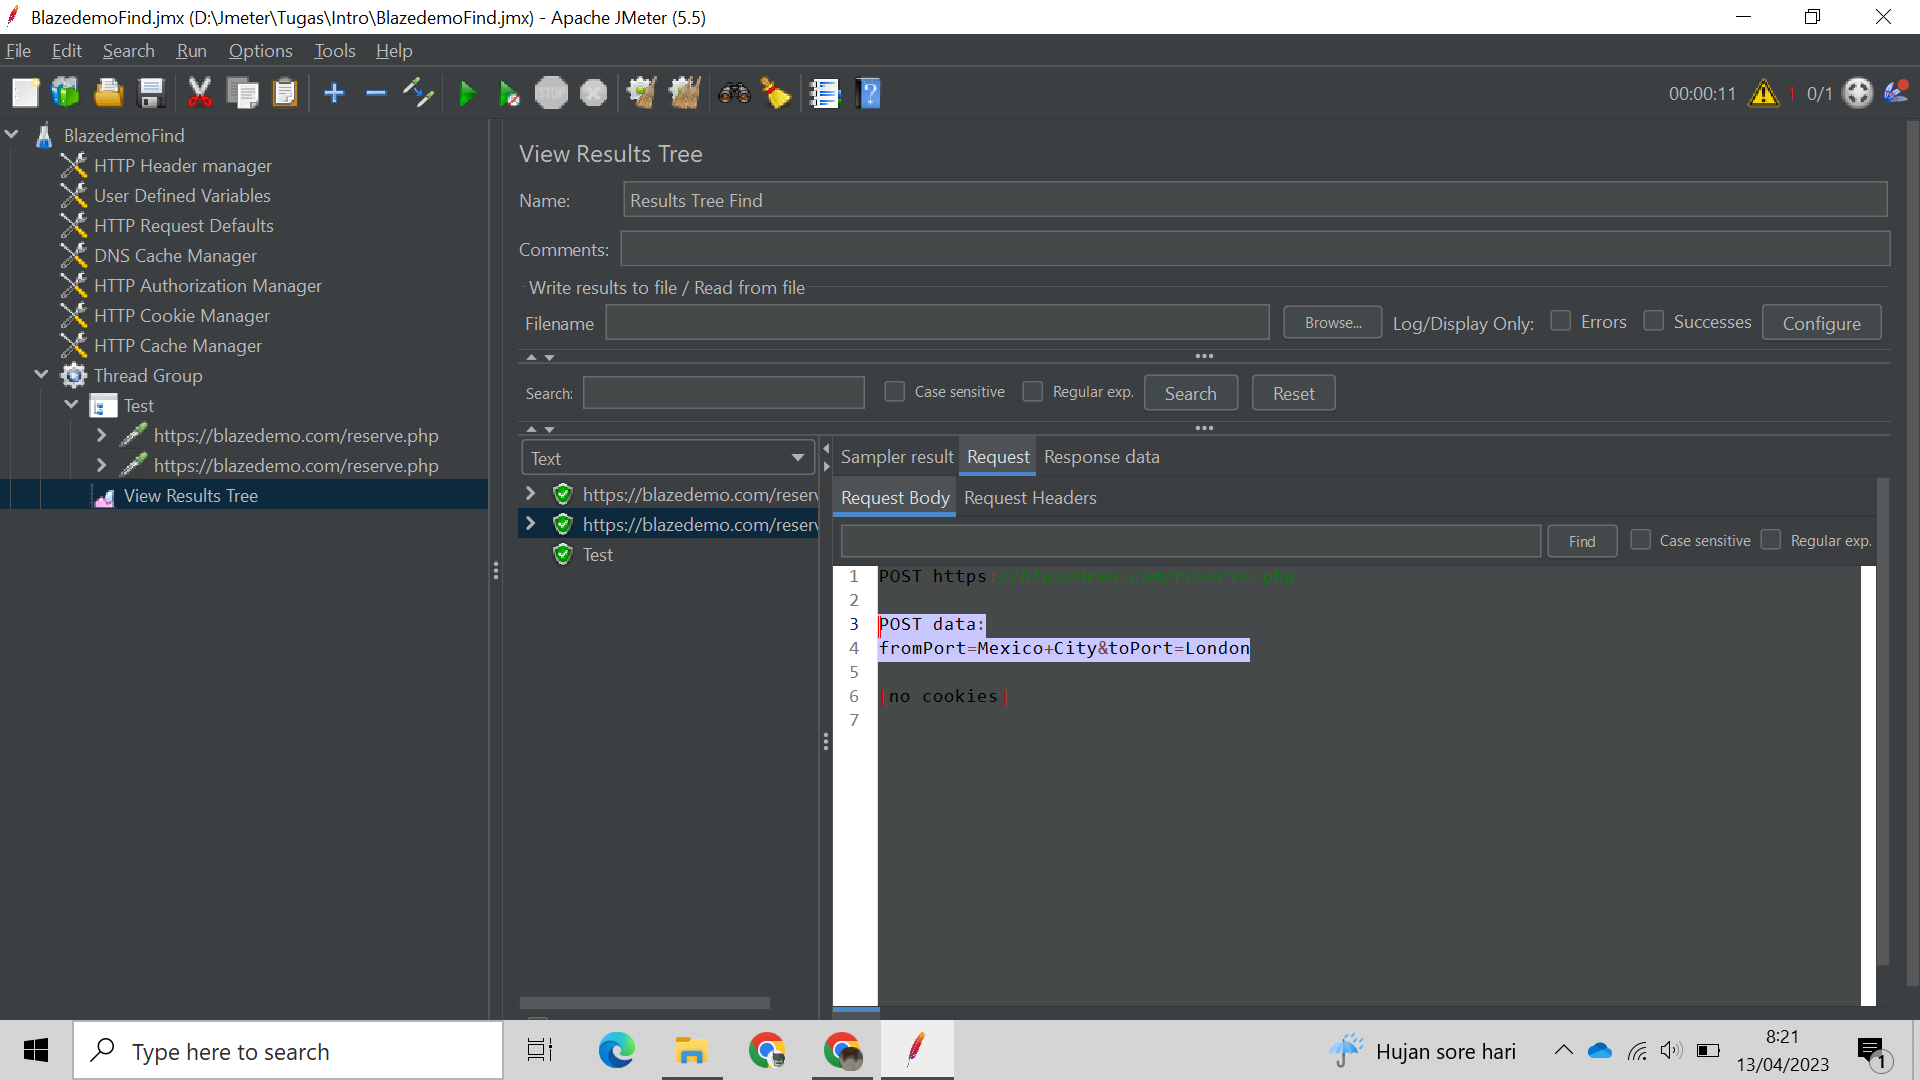 BlazedemoFind.jmx (D:\Jmeter\Tugas\Intro\BlazedemoFind.jmx) - Apache JMeter (5.5)
File Edit Search Run Options Tools Help
STOP
00:00:11 1 0/1
BlazedemoFind
HTTP Header manager
User Defined Variables
HTTP Request Defaults
DNS Cache Manager
HTTP Authorization Manager
HTTP Cookie Manager
HTTP Cache Manager
Thread Group
Test
https://blazedemo.com/reserve.php
https://blazedemo.com/reserve.php
View Results Tree
View Results Tree
Name: Results Tree Find
Comments:
Write results to file / Read from file
Filename Browse... Log/Display Only: Errors Successes Configure
Search: Case sensitive Regular exp. Search Reset
Text
https://blazedemo.com/reserv
https://blazedemo.com/reserv
Test
Sampler result Request Response data
Request Body Request Headers
Find Case sensitive Regular exp.
1 POST https://blazedemo.com/reserve.php
2
3 POST data:
4 fromPort=Mexico+City&toPort=London
5
6 [no cookies]
7
Type here to search
Hujan sore hari
8:21
13/04/2023
1